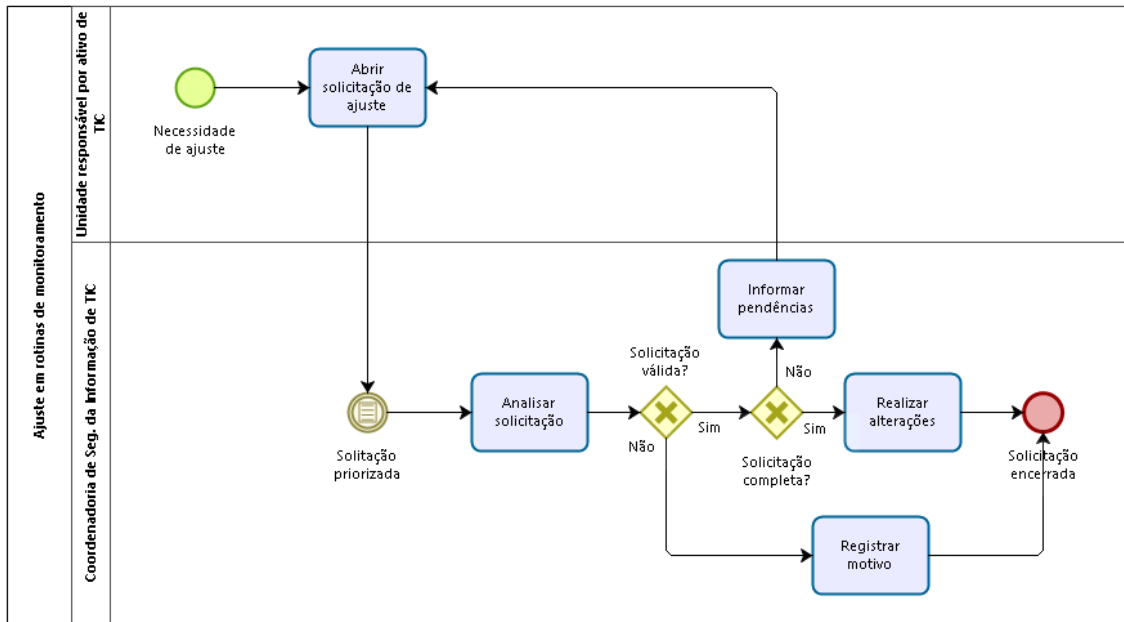 Ajuste em rotinas de monitoramento
Unidade responsável por ativo de
TIC
Necessidade
de ajuste
Abrir
solicitação de
ajuste
Coordenadoria de Seg. da Informação de TIC
Solitação
priorizada
Analisar
solicitação
Solicitação
válida?
Não
Sim
Informar
pendências
Não
Solicitação
completa?
Sim
Realizar
alterações
Registrar
motivo
Solicitação
encerrada